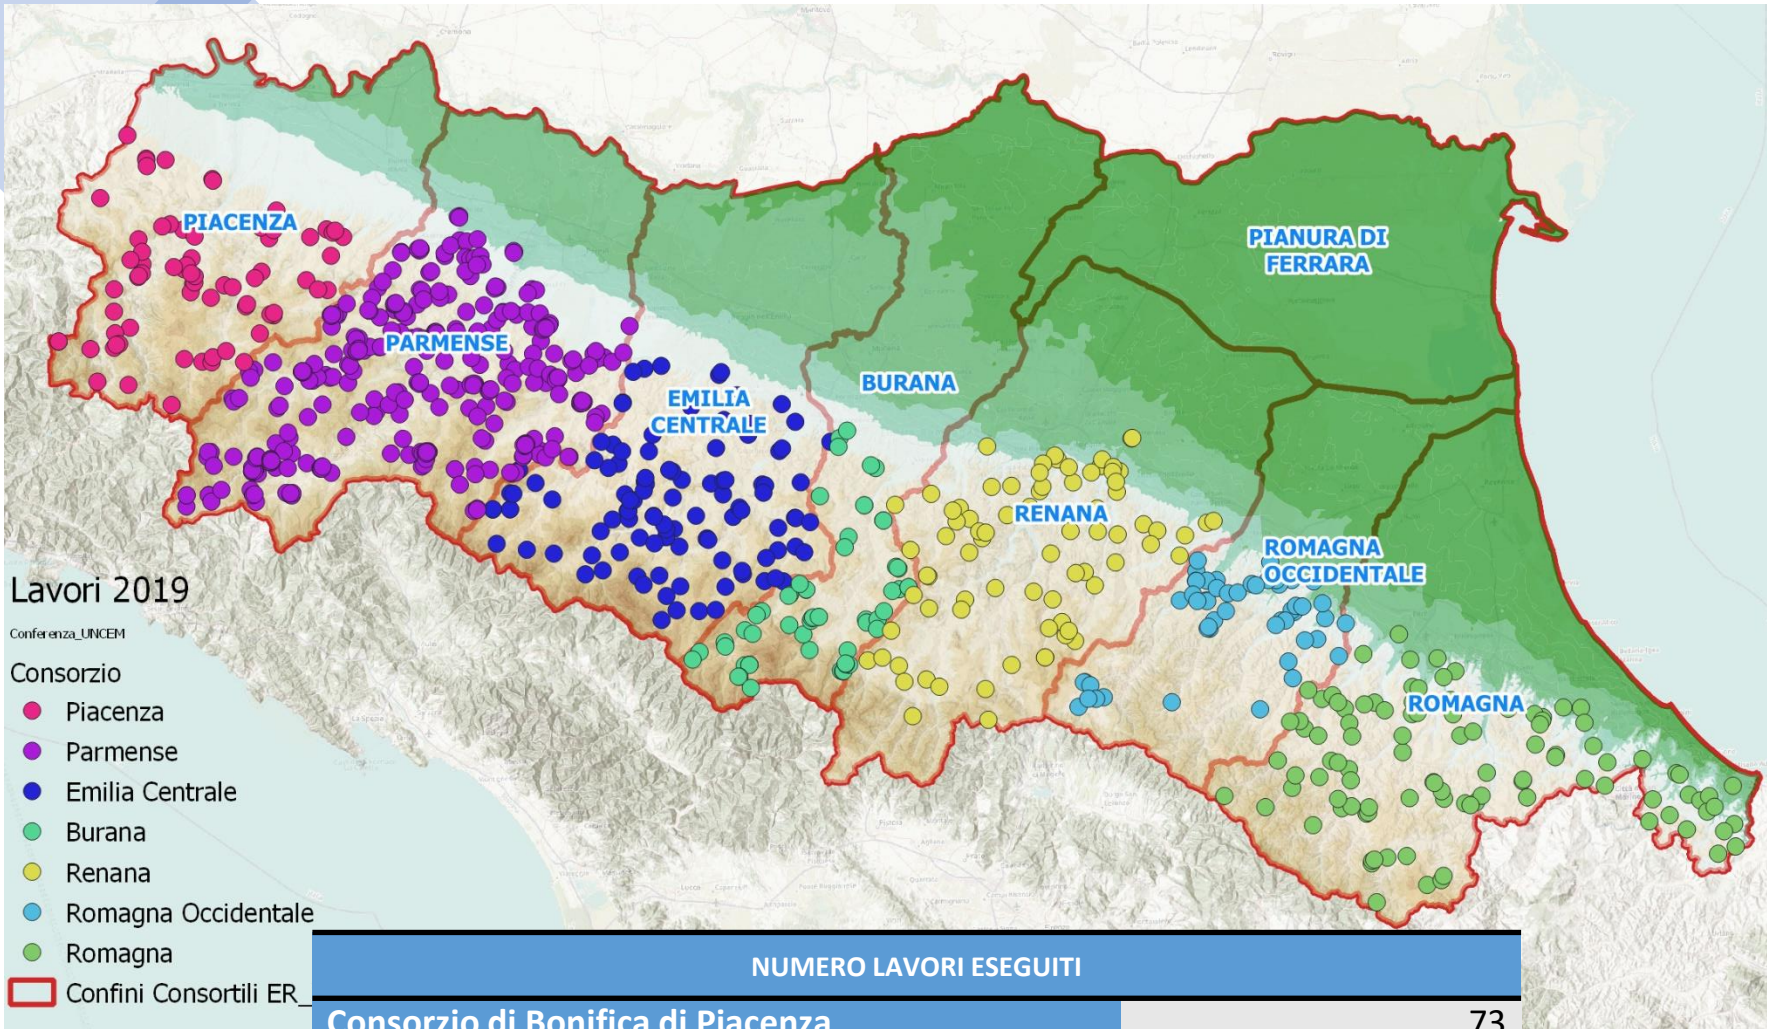 PIACENZA
PARMENSE
EMILIA
CENTRALE
BURANA
PIANURA DI
FERRARA
RENANA
ROMAGNA
OCCIDENTALE
ROMAGNA
Lavori 2019
Conferenza_UNCEM
Consorzio
Piacenza
Parmense
Emilia Centrale
Burana
Renana
Romagna Occidentale
Romagna
Confini Consortili ER_
NUMERO LAVORI ESEGUITI
Consorzio di Bonifica di Piacenza 73